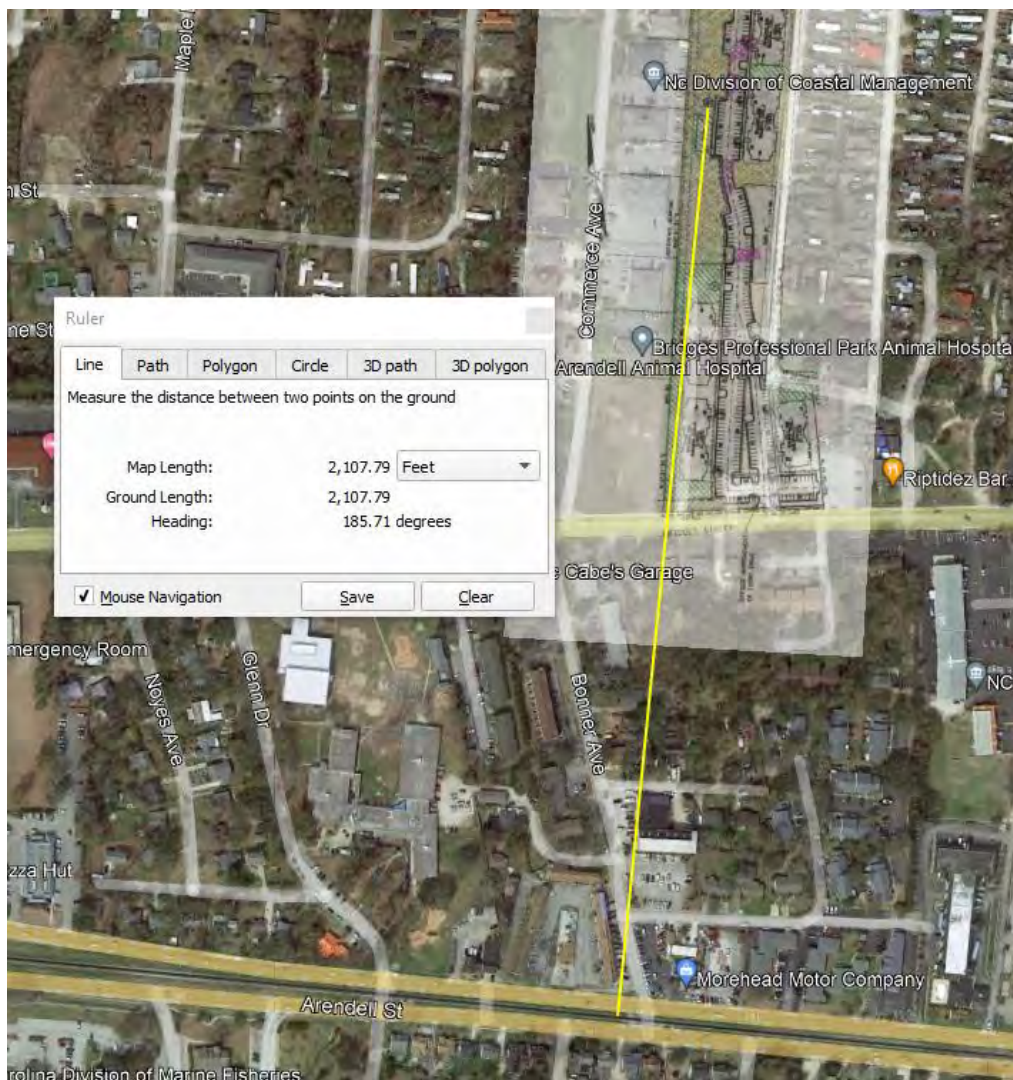 Maple
Nc Division of Coastal Management
St
Commerce Ave
ne St
Ruler
Line Path Polygon Circle 3D path 3D polygon
Measure the distance between two points on the ground
Map Length: 2,107.79 Feet
Ground Length: 2,107.79
Heading: 185.71 degrees
Mouse Navigation Save Clear
Bridges Professional Park Animal Hospita
Arendell Animal Hospital
Riptidez Bar
Cabe's Garage
mergency Room
Noyes Ave
Glenn Dr
Bonner Ave
NC
zza Hut
Morehead Motor Company
Arendell St
rolina Division of Marine Fisheries